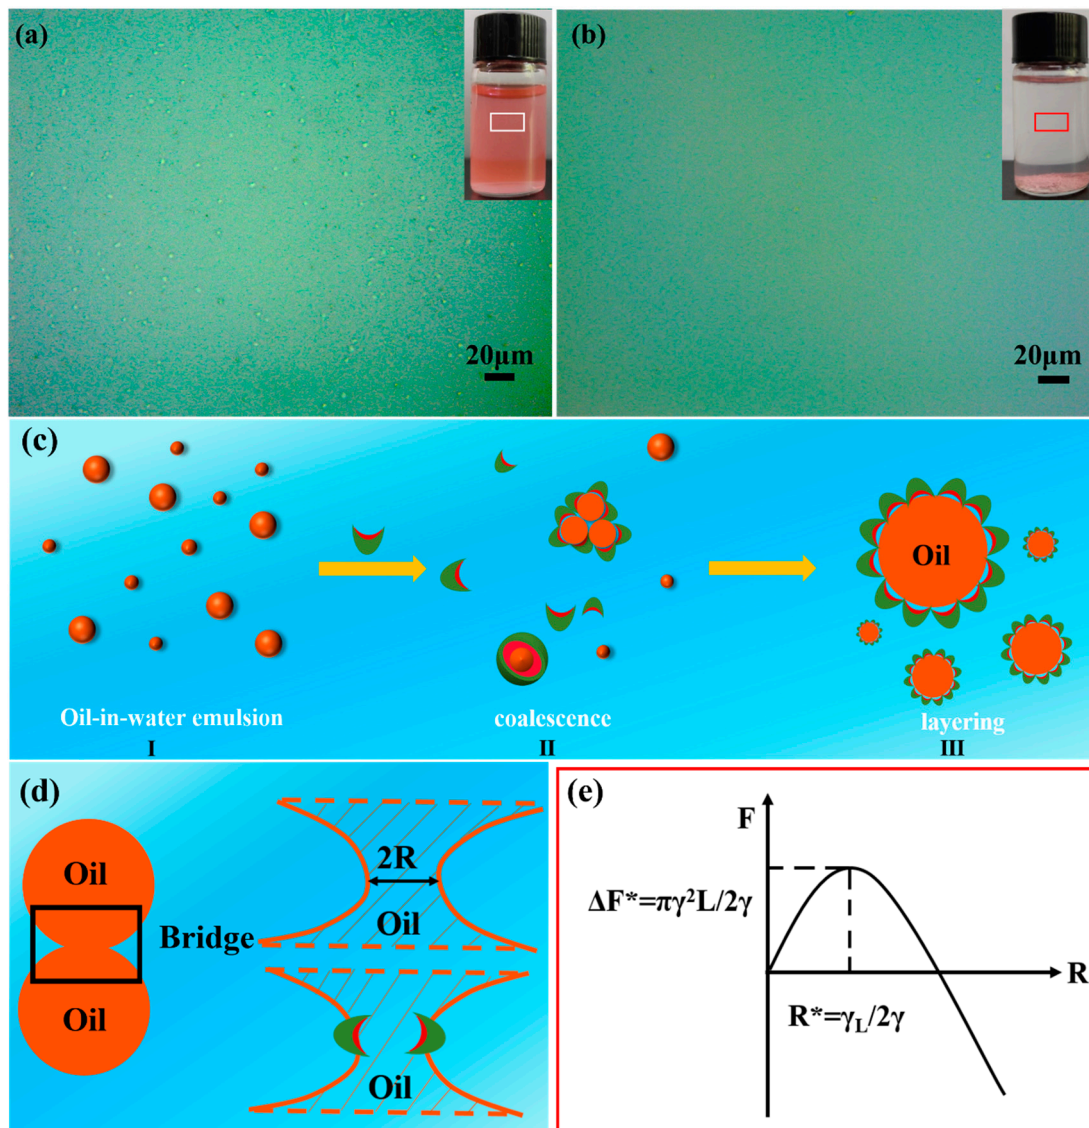 (a)
20μm
(b)
20μm
(c)
Oil-in-water emulsion
I
coalescence
II
Oil
layering
III
(d)
Oil
Bridge
Oil
2R
Oil
Oil
(e)
F
ΔF*=πγ²L/2γ
R
R*=γ_L/2γ